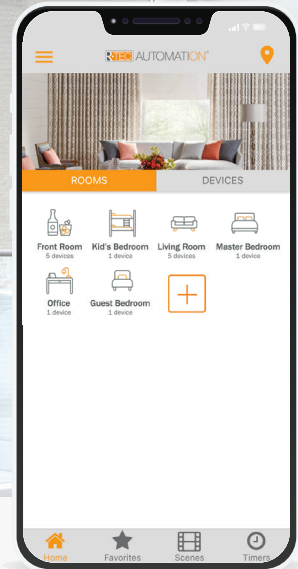 R-TEC AUTOMATION®
ROOMS DEVICES
Front Room Kid's Bedroom Living Room Master Bedroom
5 devices 1 device 5 devices 1 device
Office Guest Bedroom
1 device 1 device
Home Favorites Scenes Timers